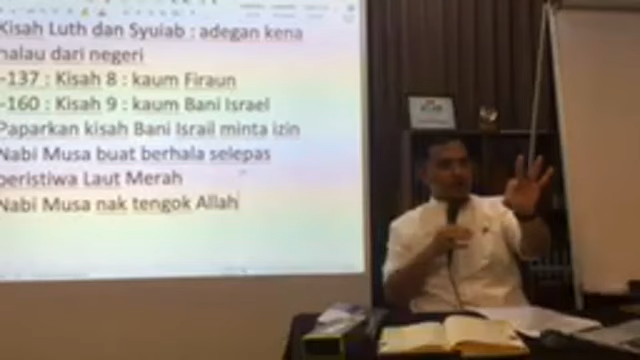 Kisah Luth dan Syuiab : adegan kena
halau dari negeri
-137 : Kisah 8 : kaum Firaun
-160 : Kisah 9 : kaum Bani Israel
Paparkan kisah Bani Israil minta izin
Nabi Musa buat berhala selepas
peristiwa Laut Merah
Nabi Musa nak tengok Allah